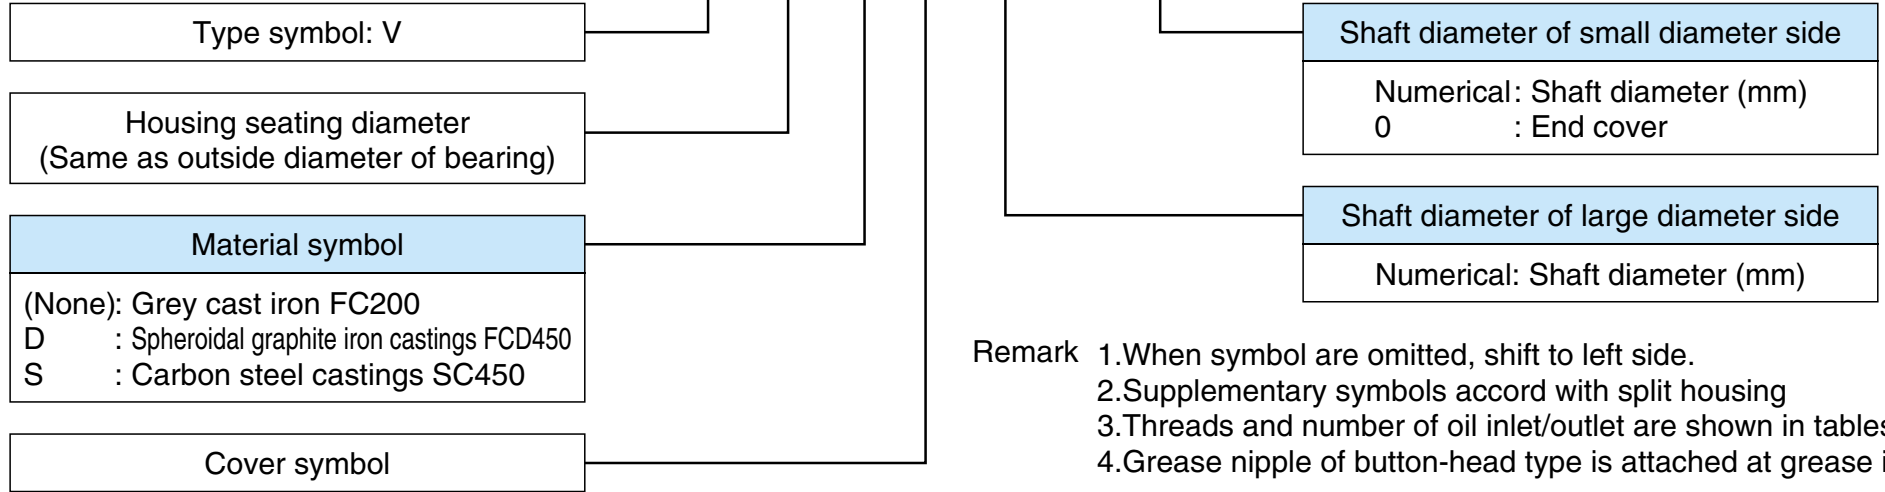 Type symbol: V
Housing seating diameter
(Same as outside diameter of bearing)
Material symbol
(None): Grey cast iron FC200
D : Spheroidal graphite iron castings FCD450
S : Carbon steel castings SC450
Cover symbol
Shaft diameter of small diameter side
Numerical: Shaft diameter (mm)
0 : End cover
Shaft diameter of large diameter side
Numerical: Shaft diameter (mm)
Remark 1.When symbol are omitted, shift to left side.
2.Supplementary symbols accord with split housing
3.Threads and number of oil inlet/outlet are shown in tables
4.Grease nipple of button-head type is attached at grease